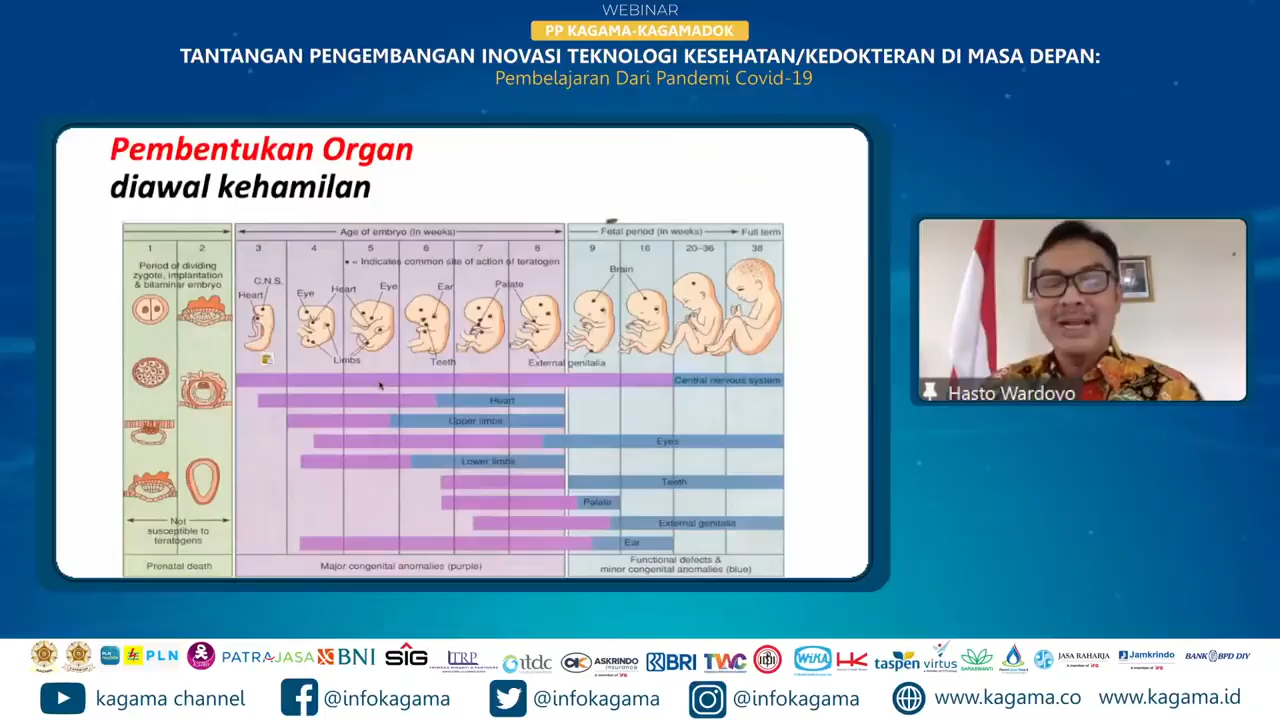 WEBINAR
PP KAGAMA-KAGAMADOK
TANTANGAN PENGEMBANGAN INOVASI TEKNOLOGI KESEHATAN/KEDOKTERAN DI MASA DEPAN:
Pembelajaran Dari Pandemi Covid-19
Pembentukan Organ
diawal kehamilan
Age of embryo (in weeks)
Fetal period (in weeks)
Full term
1 2 3 4 5 6 7 8 9 16 20-36 38
Period of dividing
zygote, implantation
& bilaminar embryo
• = Indicates common site of action of teratogen
C.N.S.
Heart
Eye
Heart
Eye
Ear
Palate
Brain
Limbs
Teeth
External genitalia
Central nervous system
Heart
Upper limbs
Eyes
Lower limbs
Teeth
Palate
External genitalia
Ear
Not
susceptible to
teratogens
Prenatal death
Major congenital anomalies (purple)
Functional defects &
minor congenital anomalies (blue)
Hasto Wardoyo
PLN
PATRAJASA
BNI
SIG
ITRP
itdc
AK
ASKRINDO
insurance
BRI
TWC
WIKA
HK
taspen
virtus
JASA RAHARJA
Jamkrindo
BANK BPD DIY
kagama channel
@infokagama
@infokagama
@infokagama
www.kagama.co
www.kagama.id